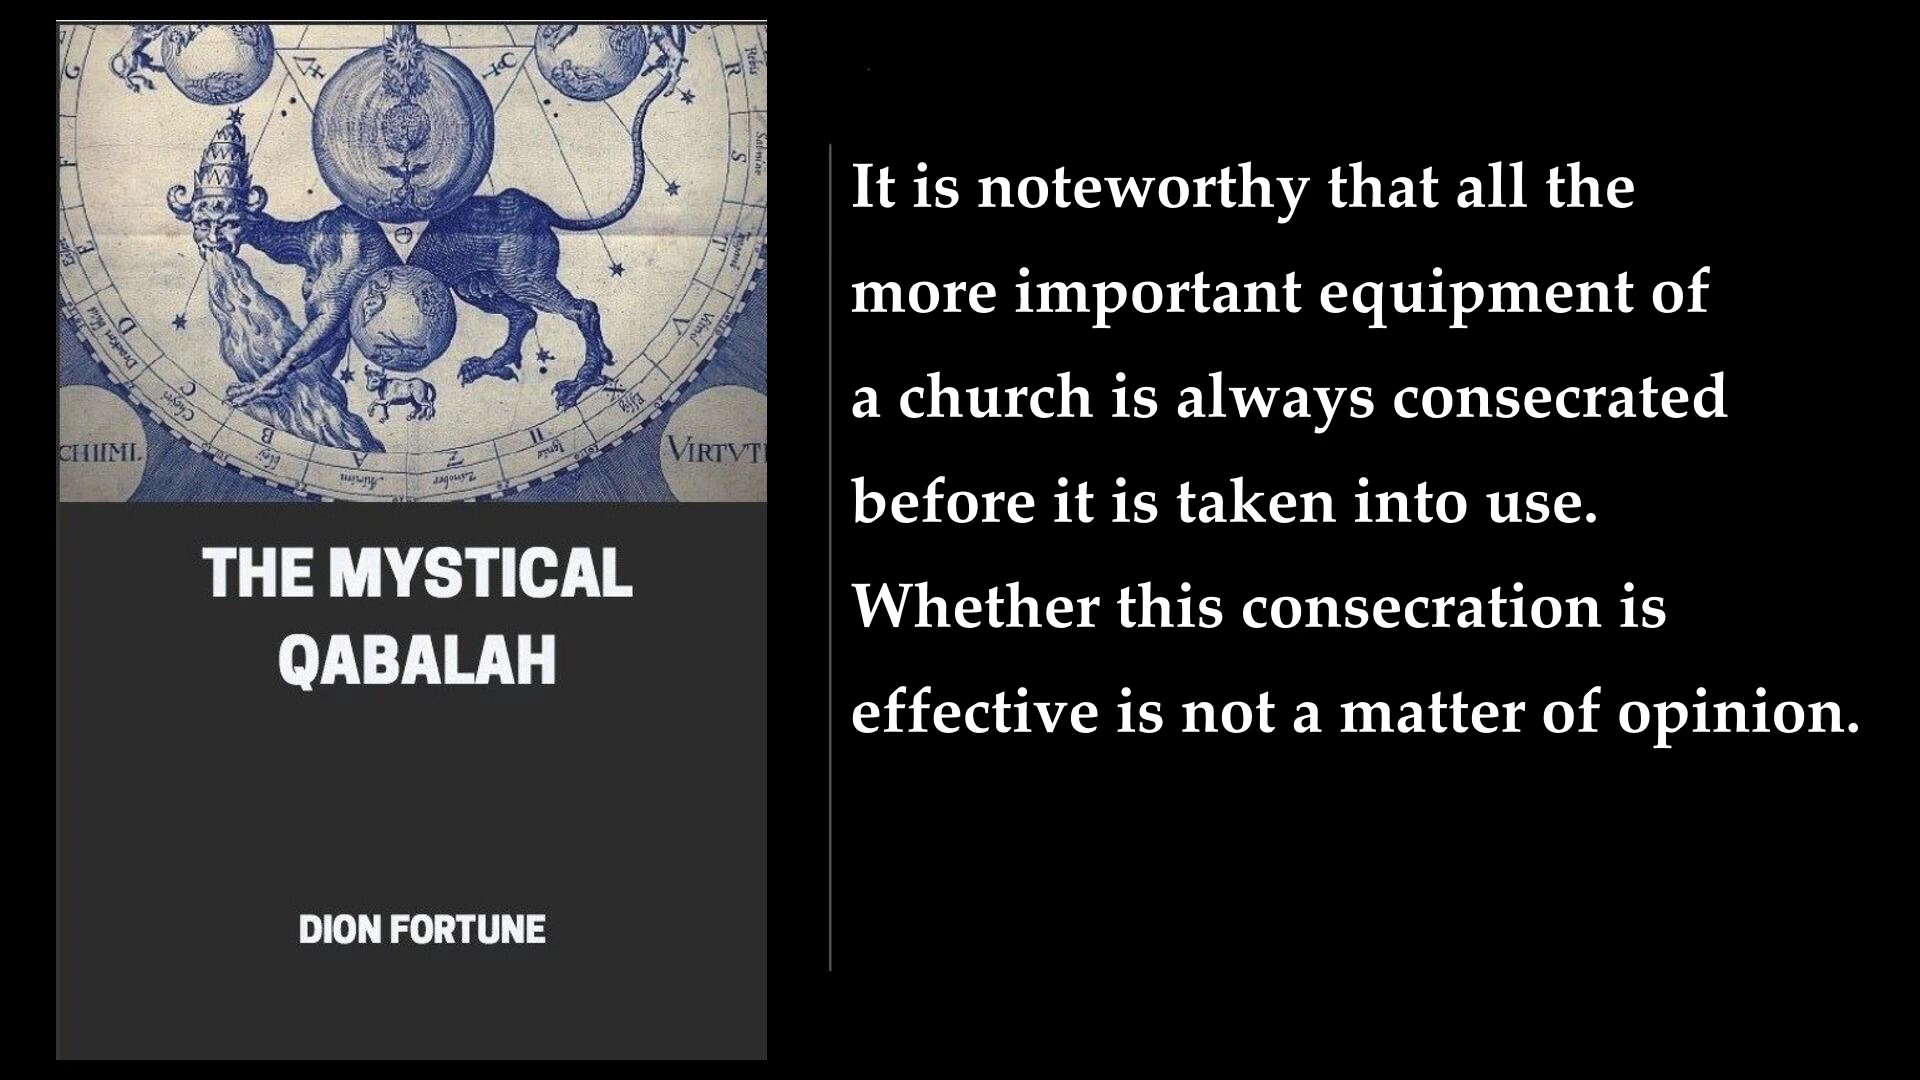 THE MYSTICAL
QABALAH
DION FORTUNE
CHIIMI.
VIRTVTI
It is noteworthy that all the
more important equipment of
a church is always consecrated
before it is taken into use.
Whether this consecration is
effective is not a matter of opinion.